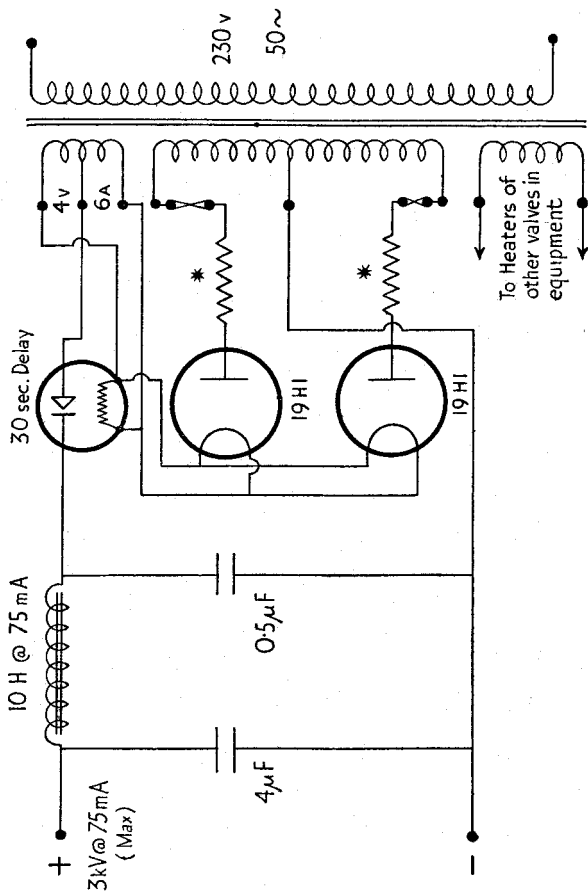 +
3kV@75mA
(Max)
10 H @ 75 mA
4μF
0·5μF
30 sec. Delay
4v
6A
230 v
50~
*
19 H1
*
19 H1
To Heaters of
other valves in
equipment
-